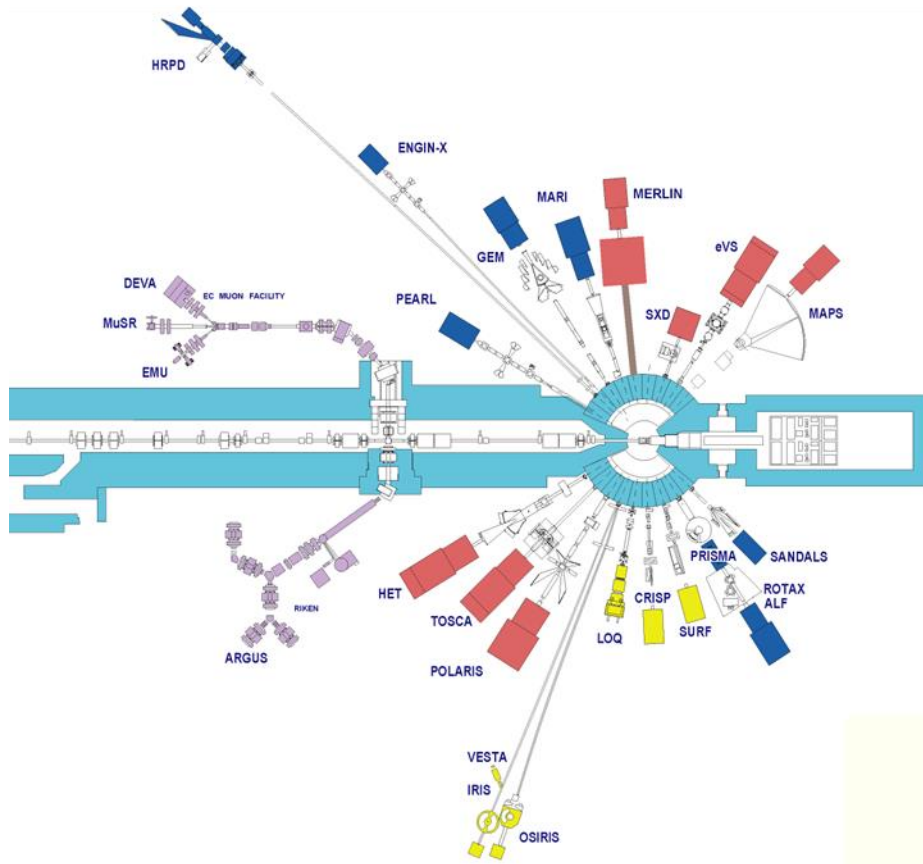 HRPD
ENGIN-X
MARI
MERLIN
GEM
eVS
DEVA
EC MUON FACILITY
PEARL
SXD
MAPS
MuSR
EMU
PRISMA
SANDALS
HET
TOSCA
CRISP
ROTAX
ALF
RIKEN
LOQ
SURF
ARGUS
POLARIS
VESTA
IRIS
OSIRIS